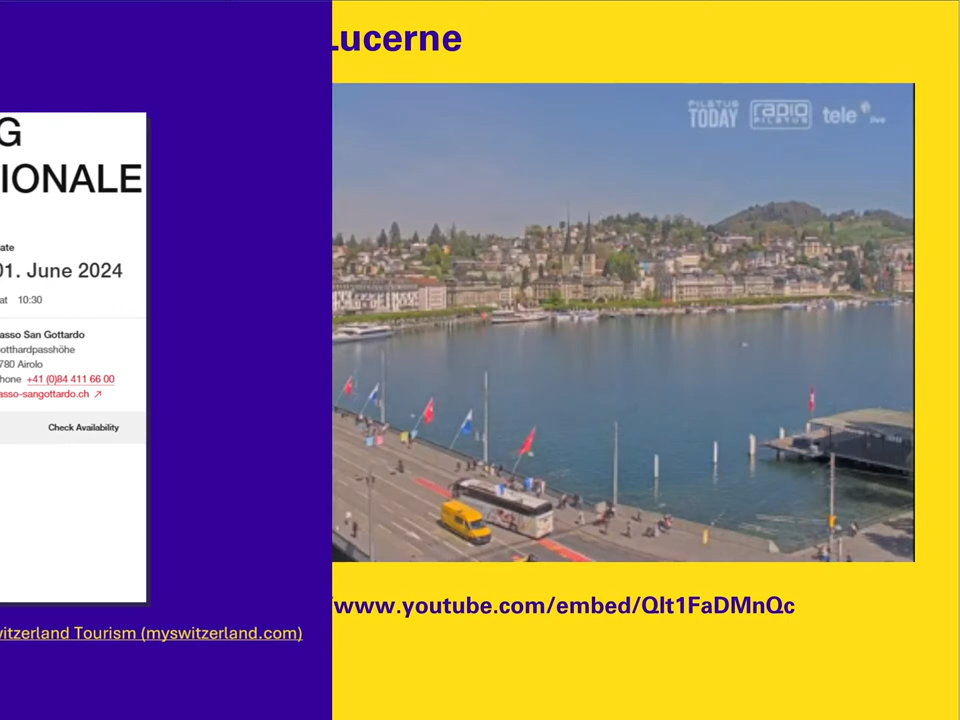 G
IONALE
ate
01. June 2024
at 10:30
asso San Gottardo
otthardpasshöhe
780 Airolo
hone +41 (0)84 411 66 00
asso-sangottardo.ch ↗
Check Availability
witzerland Tourism (myswitzerland.com)
Lucerne
PILATUS TODAY
radio PILATUS
tele live
/www.youtube.com/embed/Qlt1FaDMnQc